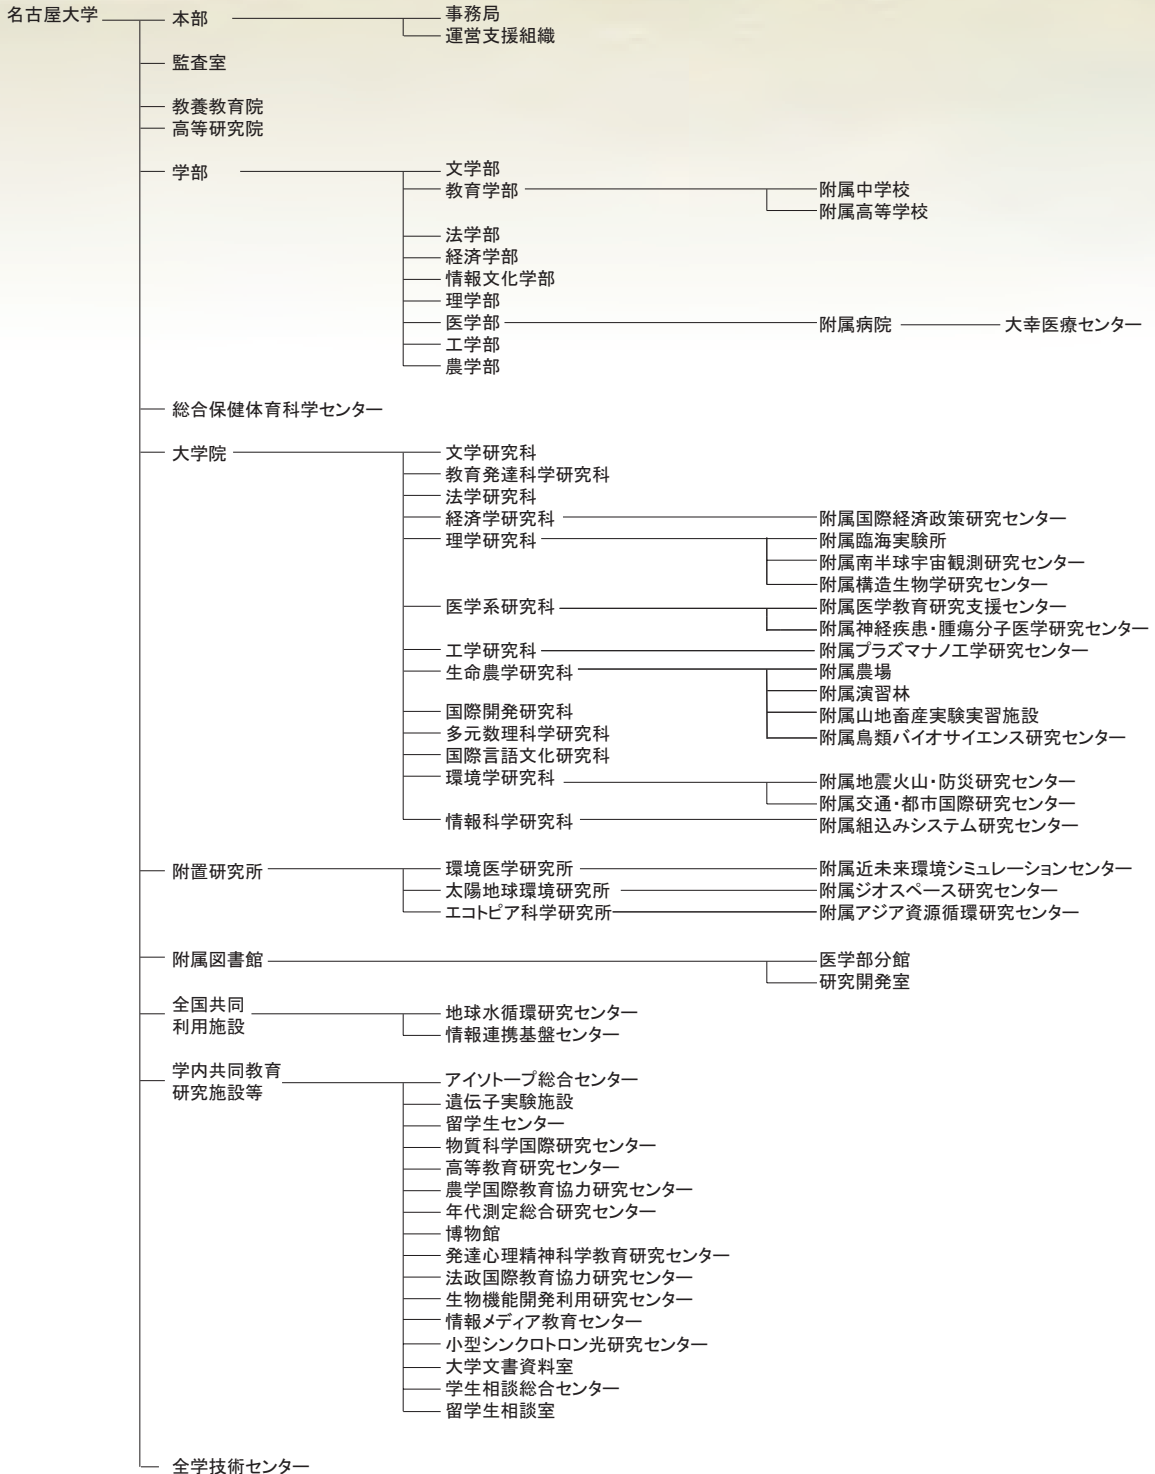 名古屋大学
本部
事務局
運営支援組織
監査室
教養教育院
高等研究院
学部
文学部
教育学部
附属中学校
附属高等学校
法学部
経済学部
情報文化学部
理学部
医学部
附属病院
大幸医療センター
工学部
農学部
総合保健体育科学センター
大学院
文学研究科
教育発達科学研究科
法学研究科
経済学研究科
附属国際経済政策研究センター
理学研究科
附属臨海実験所
附属南半球宇宙観測研究センター
附属構造生物学研究センター
医学系研究科
附属医学教育研究支援センター
附属神経疾患・腫瘍分子医学研究センター
工学研究科
附属プラズマナノ工学研究センター
生命農学研究科
附属農場
附属演習林
附属山地畜産実験実習施設
附属鳥類バイオサイエンス研究センター
国際開発研究科
多元数理科学研究科
国際言語文化研究科
環境学研究科
附属地震火山・防災研究センター
附属交通・都市国際研究センター
情報科学研究科
附属組込みシステム研究センター
附置研究所
環境医学研究所
附属近未来環境シミュレーションセンター
太陽地球環境研究所
附属ジオスペース研究センター
エコトピア科学研究所
附属アジア資源循環研究センター
附属図書館
医学部分館
研究開発室
全国共同
利用施設
地球水循環研究センター
情報連携基盤センター
学内共同教育
研究施設等
アイソトープ総合センター
遺伝子実験施設
留学生センター
物質科学国際研究センター
高等教育研究センター
農学国際教育協力研究センター
年代測定総合研究センター
博物館
発達心理精神科学教育研究センター
法政国際教育協力研究センター
生物機能開発利用研究センター
情報メディア教育センター
小型シンクロトロン光研究センター
大学文書資料室
学生相談総合センター
留学生相談室
全学技術センター